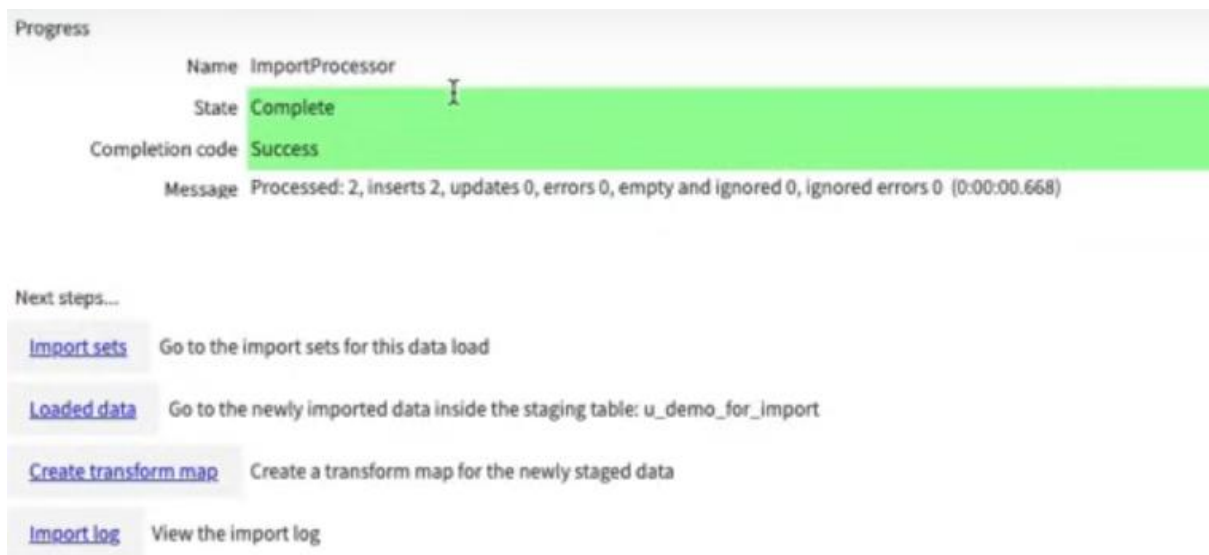 Progress
Name ImportProcessor
State Complete
Completion code Success
Message Processed: 2, inserts 2, updates 0, errors 0, empty and ignored 0, ignored errors 0 (0:00:00.668)
Next steps...
Import sets Go to the import sets for this data load
Loaded data Go to the newly imported data inside the staging table: u_demo_for_import
Create transform map Create a transform map for the newly staged data
Import log View the import log